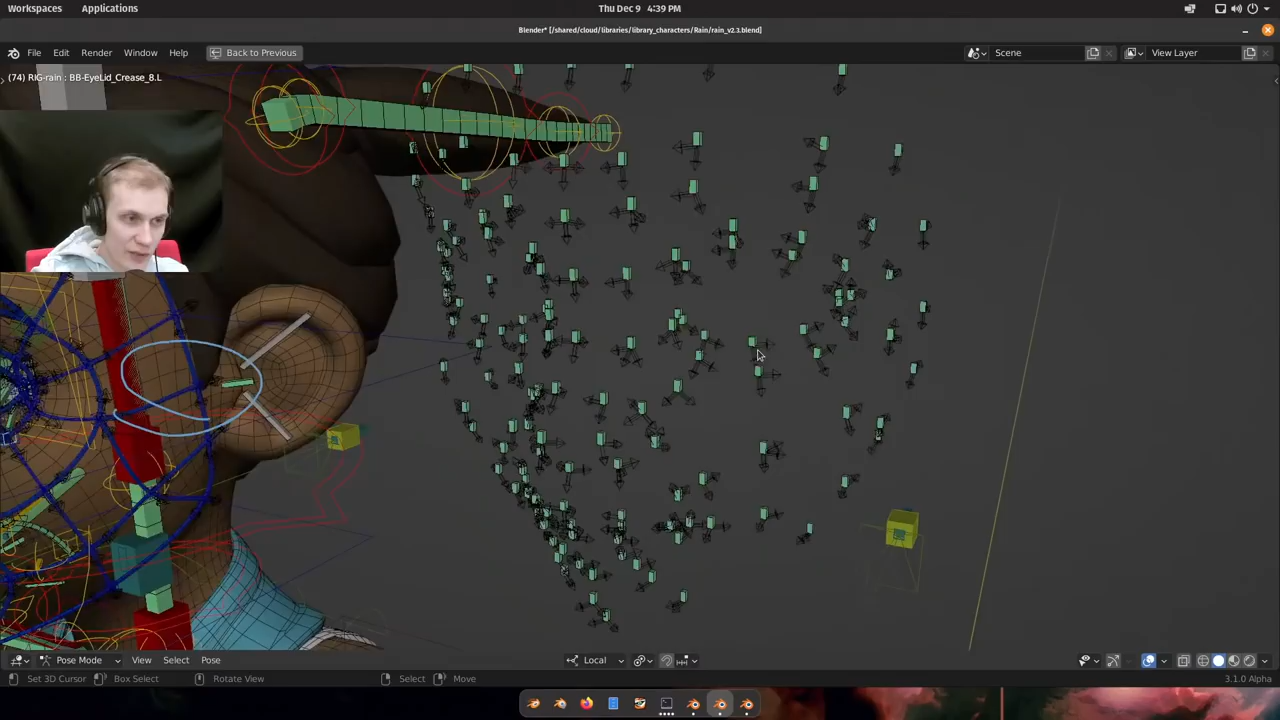 Workspaces Applications Thu Dec 9 4:39 PM
Blender* [/shared/cloud/libraries/library_characters/Rain/rain_v2.3.blend]
File Edit Render Window Help Back to Previous Scene View Layer
(74) RIG-rain : BB-EyeLid_Crease_8.L
Pose Mode View Select Pose Local
Set 3D Cursor Box Select Rotate View Select Move 3.1.0 Alpha